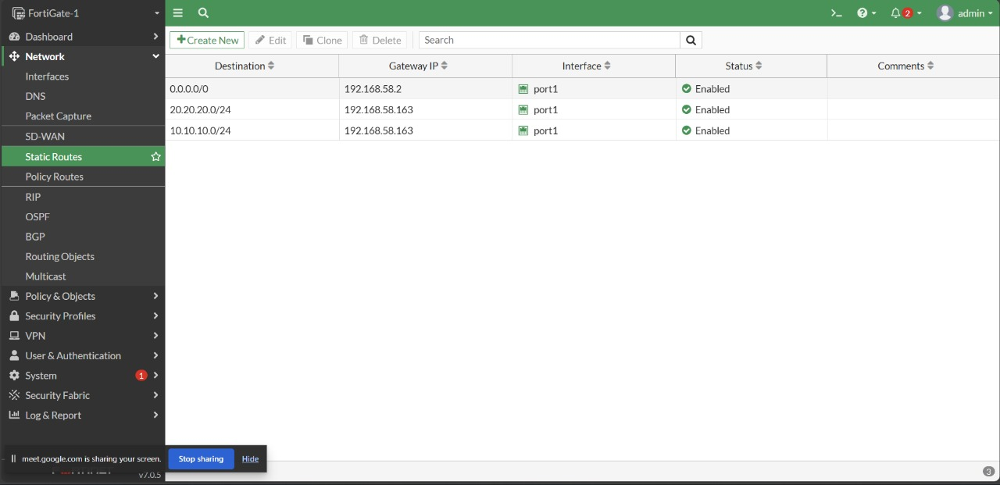 FortiGate-1
2
admin
Dashboard
Create New
Edit
Clone
Delete
Search
Network
Interfaces
DNS
Packet Capture
SD-WAN
Static Routes
Policy Routes
RIP
OSPF
BGP
Routing Objects
Multicast
Policy & Objects
Security Profiles
VPN
User & Authentication
System 1
Security Fabric
Log & Report
Destination Gateway IP Interface Status Comments
0.0.0.0/0 192.168.58.2 port1 Enabled
20.20.20.0/24 192.168.58.163 port1 Enabled
10.10.10.0/24 192.168.58.163 port1 Enabled
meet.google.com is sharing your screen. Stop sharing Hide
v7.0.5
3